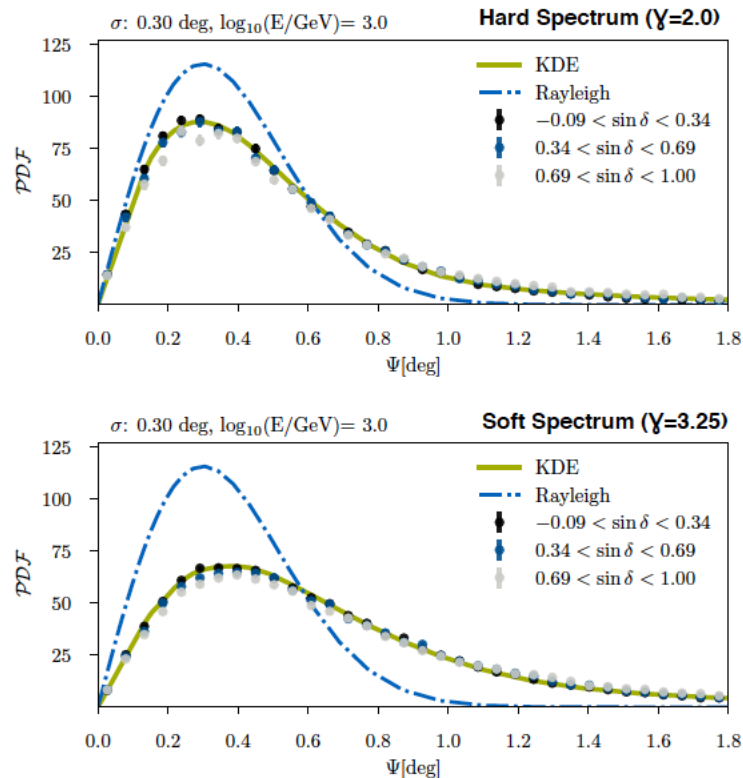 σ: 0.30 deg, log₁₀(E/GeV)= 3.0
Hard Spectrum (Ɣ=2.0)
125
100
75
50
25
PDF
KDE
Rayleigh
−0.09 < sin δ < 0.34
0.34 < sin δ < 0.69
0.69 < sin δ < 1.00
0.0 0.2 0.4 0.6 0.8 1.0 1.2 1.4 1.6 1.8
Ψ[deg]
σ: 0.30 deg, log₁₀(E/GeV)= 3.0
Soft Spectrum (Ɣ=3.25)
125
100
75
50
25
PDF
KDE
Rayleigh
−0.09 < sin δ < 0.34
0.34 < sin δ < 0.69
0.69 < sin δ < 1.00
0.0 0.2 0.4 0.6 0.8 1.0 1.2 1.4 1.6 1.8
Ψ[deg]